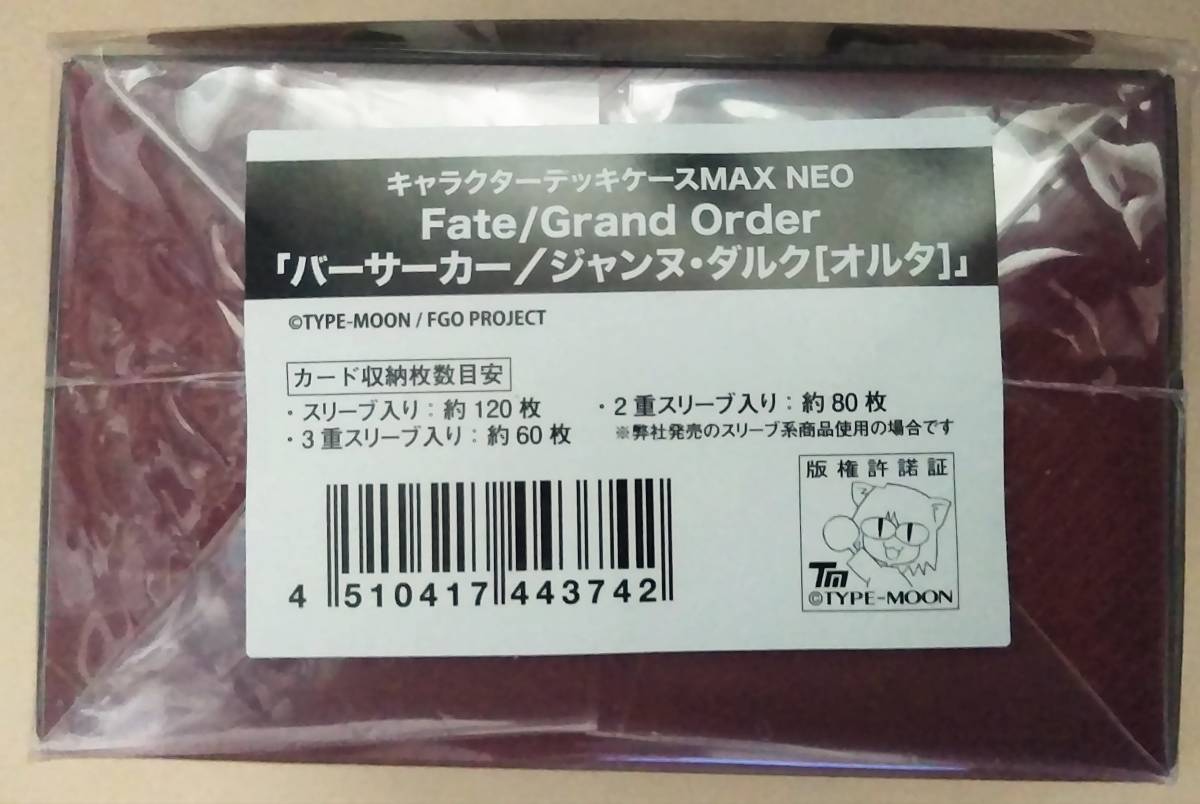 キャラクターデッキケースMAX NEO
Fate/Grand Order
「バーサーカー／ジャンヌ・ダルク[オルタ]」
©TYPE-MOON / FGO PROJECT
カード収納枚数目安
・スリーブ入り：約120枚 ・2重スリーブ入り：約80枚
・3重スリーブ入り：約60枚 ※弊社発売のスリーブ系商品使用の場合です
版権許諾証
TM
©TYPE-MOON
4 510417 443742